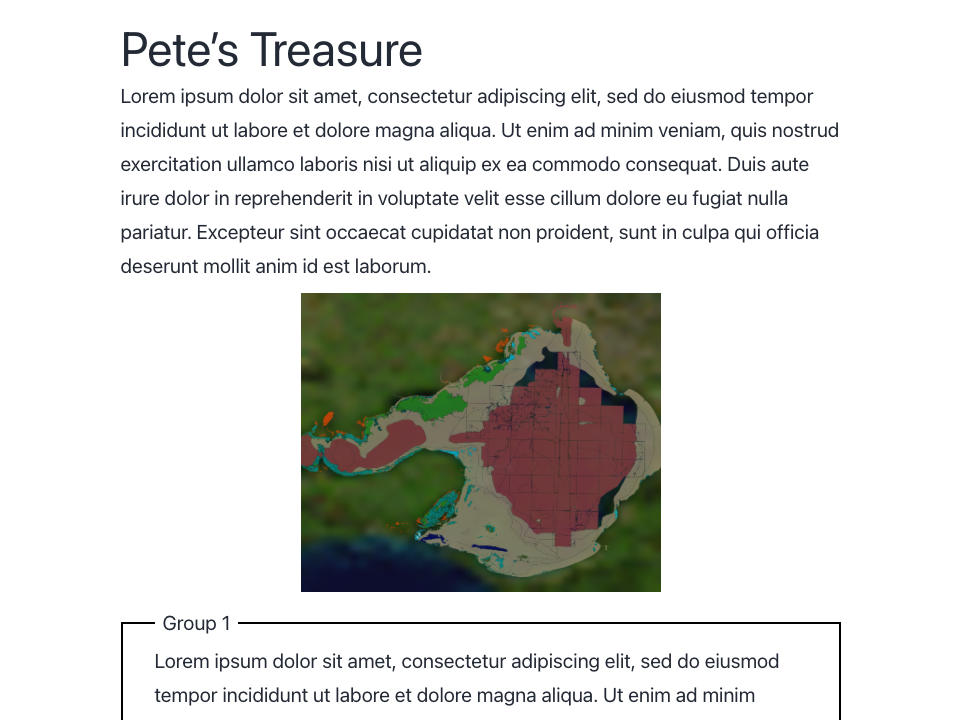 Pete’s Treasure
Lorem ipsum dolor sit amet, consectetur adipiscing elit, sed do eiusmod tempor
incididunt ut labore et dolore magna aliqua. Ut enim ad minim veniam, quis nostrud
exercitation ullamco laboris nisi ut aliquip ex ea commodo consequat. Duis aute
irure dolor in reprehenderit in voluptate velit esse cillum dolore eu fugiat nulla
pariatur. Excepteur sint occaecat cupidatat non proident, sunt in culpa qui officia
deserunt mollit anim id est laborum.
Group 1
Lorem ipsum dolor sit amet, consectetur adipiscing elit, sed do eiusmod
tempor incididunt ut labore et dolore magna aliqua. Ut enim ad minim